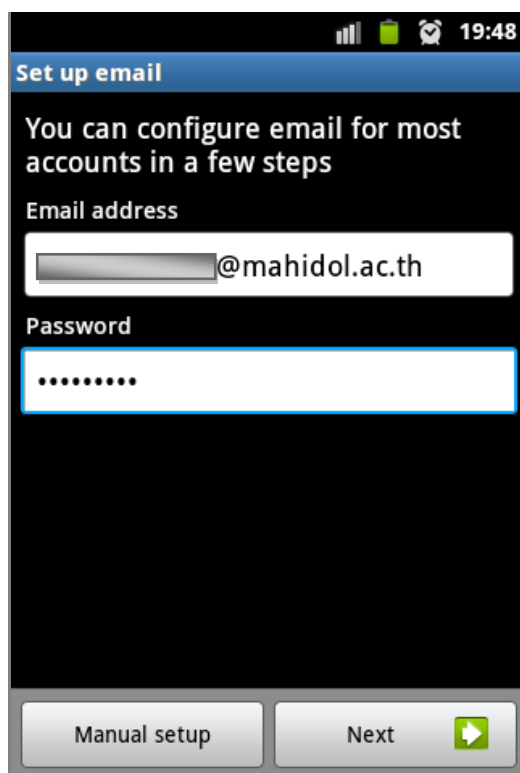 19:48
Set up email
You can configure email for most
accounts in a few steps
Email address
@mahidol.ac.th
Password
•••••••••
Manual setup
Next